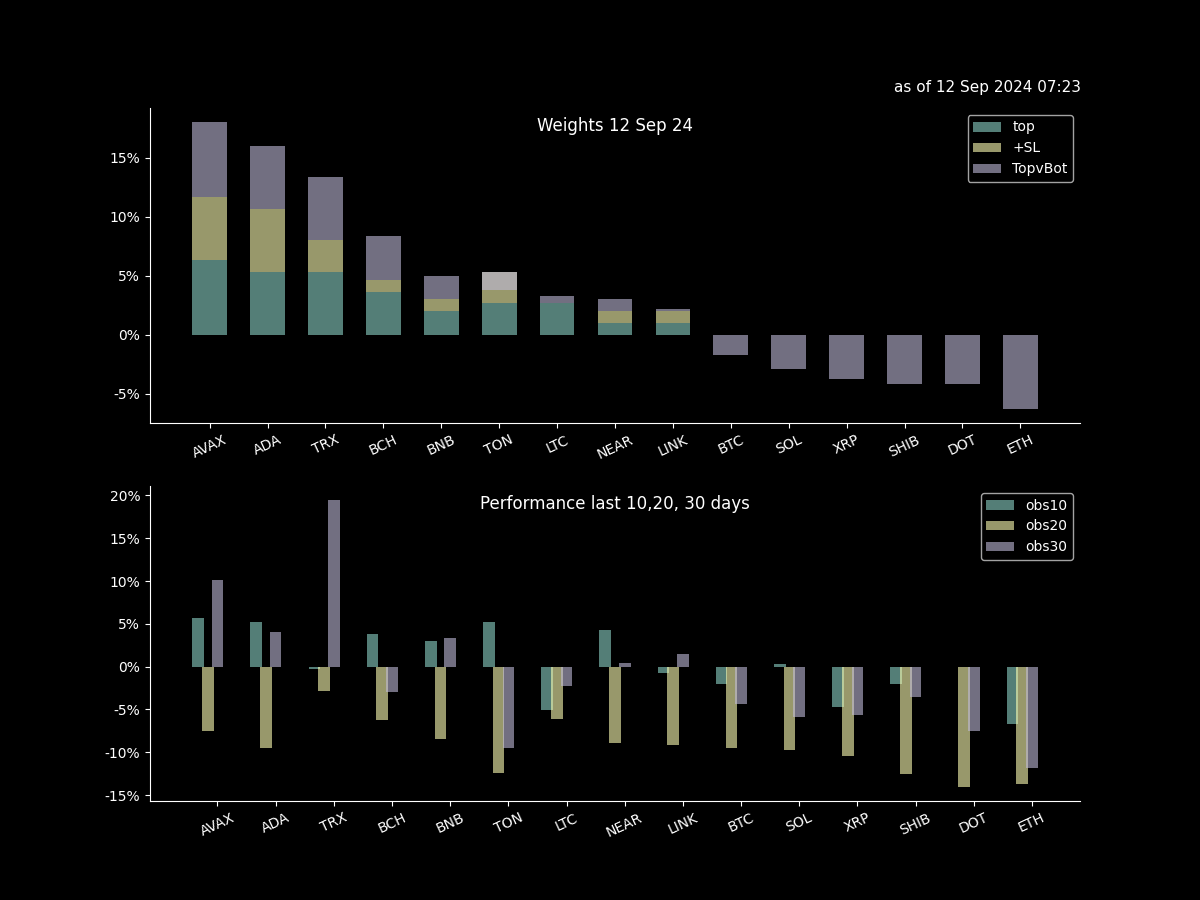 as of 12 Sep 2024 07:23
Weights 12 Sep 24
top
+SL
TopvBot
15%
10%
5%
0%
-5%
AVAX ADA TRX BCH BNB TON LTC NEAR LINK BTC SOL XRP SHIB DOT ETH
Performance last 10,20, 30 days
obs10
obs20
obs30
20%
15%
10%
5%
0%
-5%
-10%
-15%
AVAX ADA TRX BCH BNB TON LTC NEAR LINK BTC SOL XRP SHIB DOT ETH